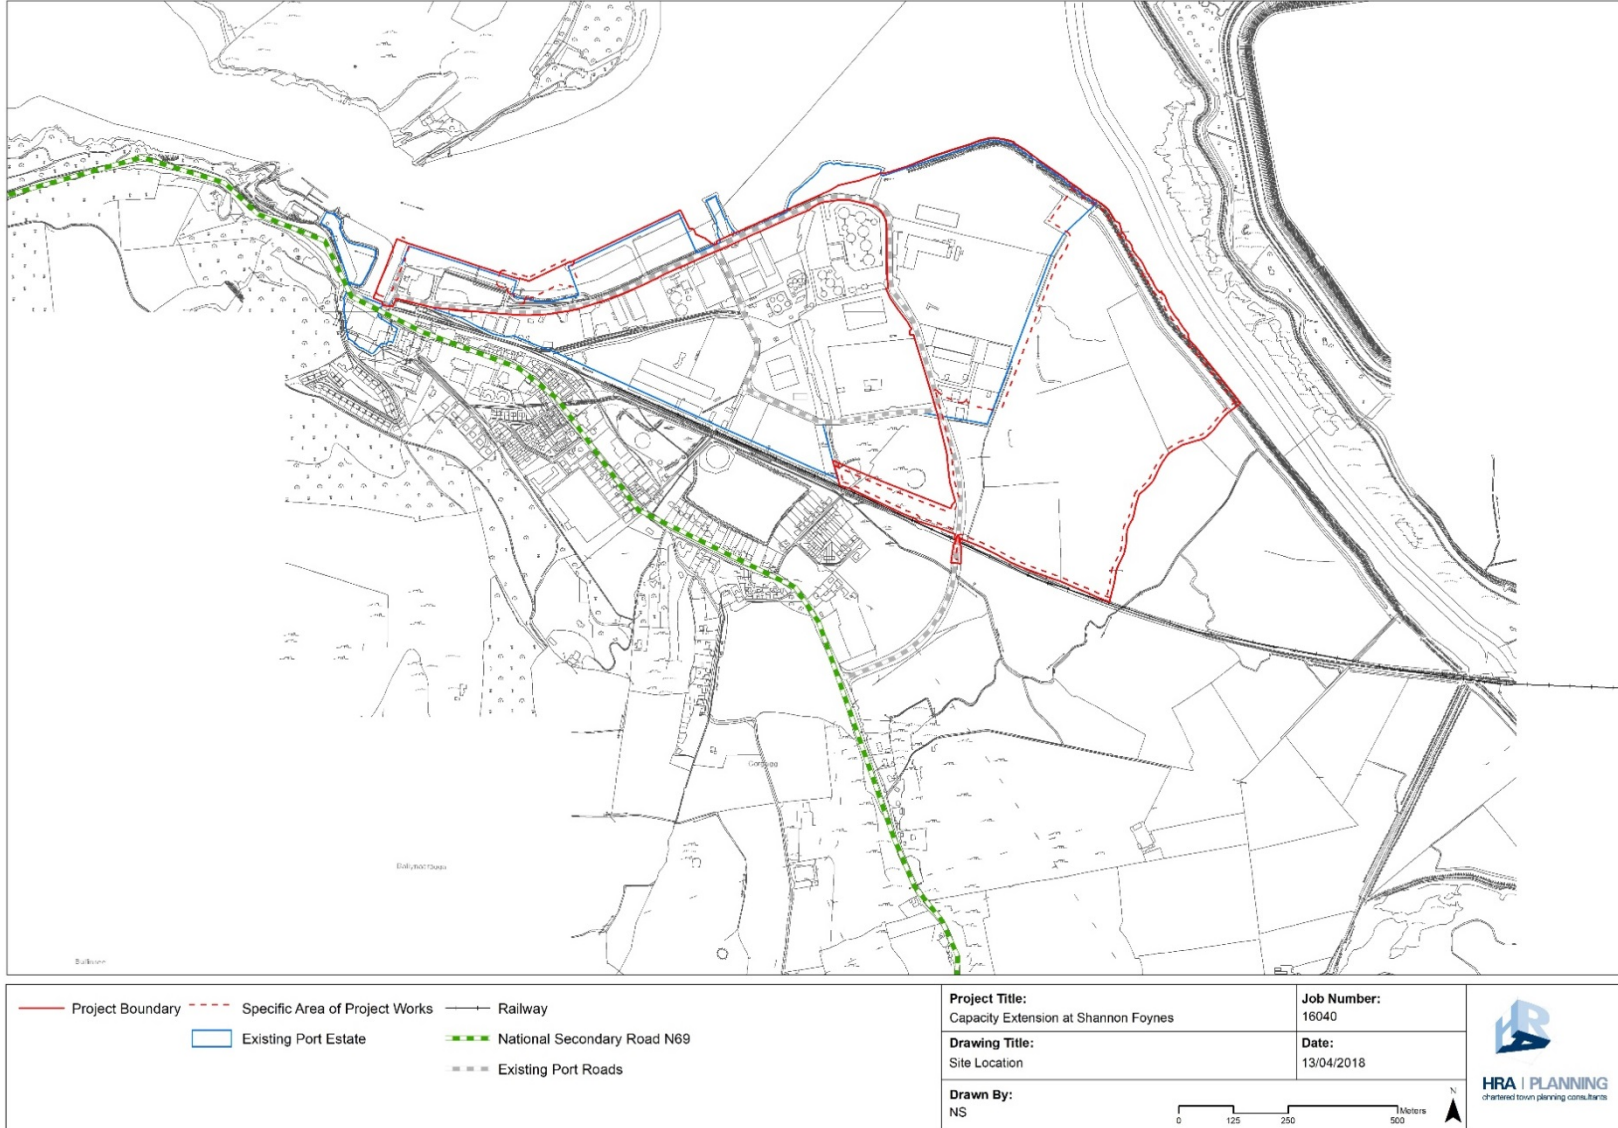 Project Boundary
Specific Area of Project Works
Railway
Existing Port Estate
National Secondary Road N69
Existing Port Roads
Project Title:
Capacity Extension at Shannon Foynes
Job Number:
16040
Drawing Title:
Site Location
Date:
13/04/2018
Drawn By:
NS
0 125 250 500 Meters
N
HR
HRA | PLANNING
chartered town planning consultants